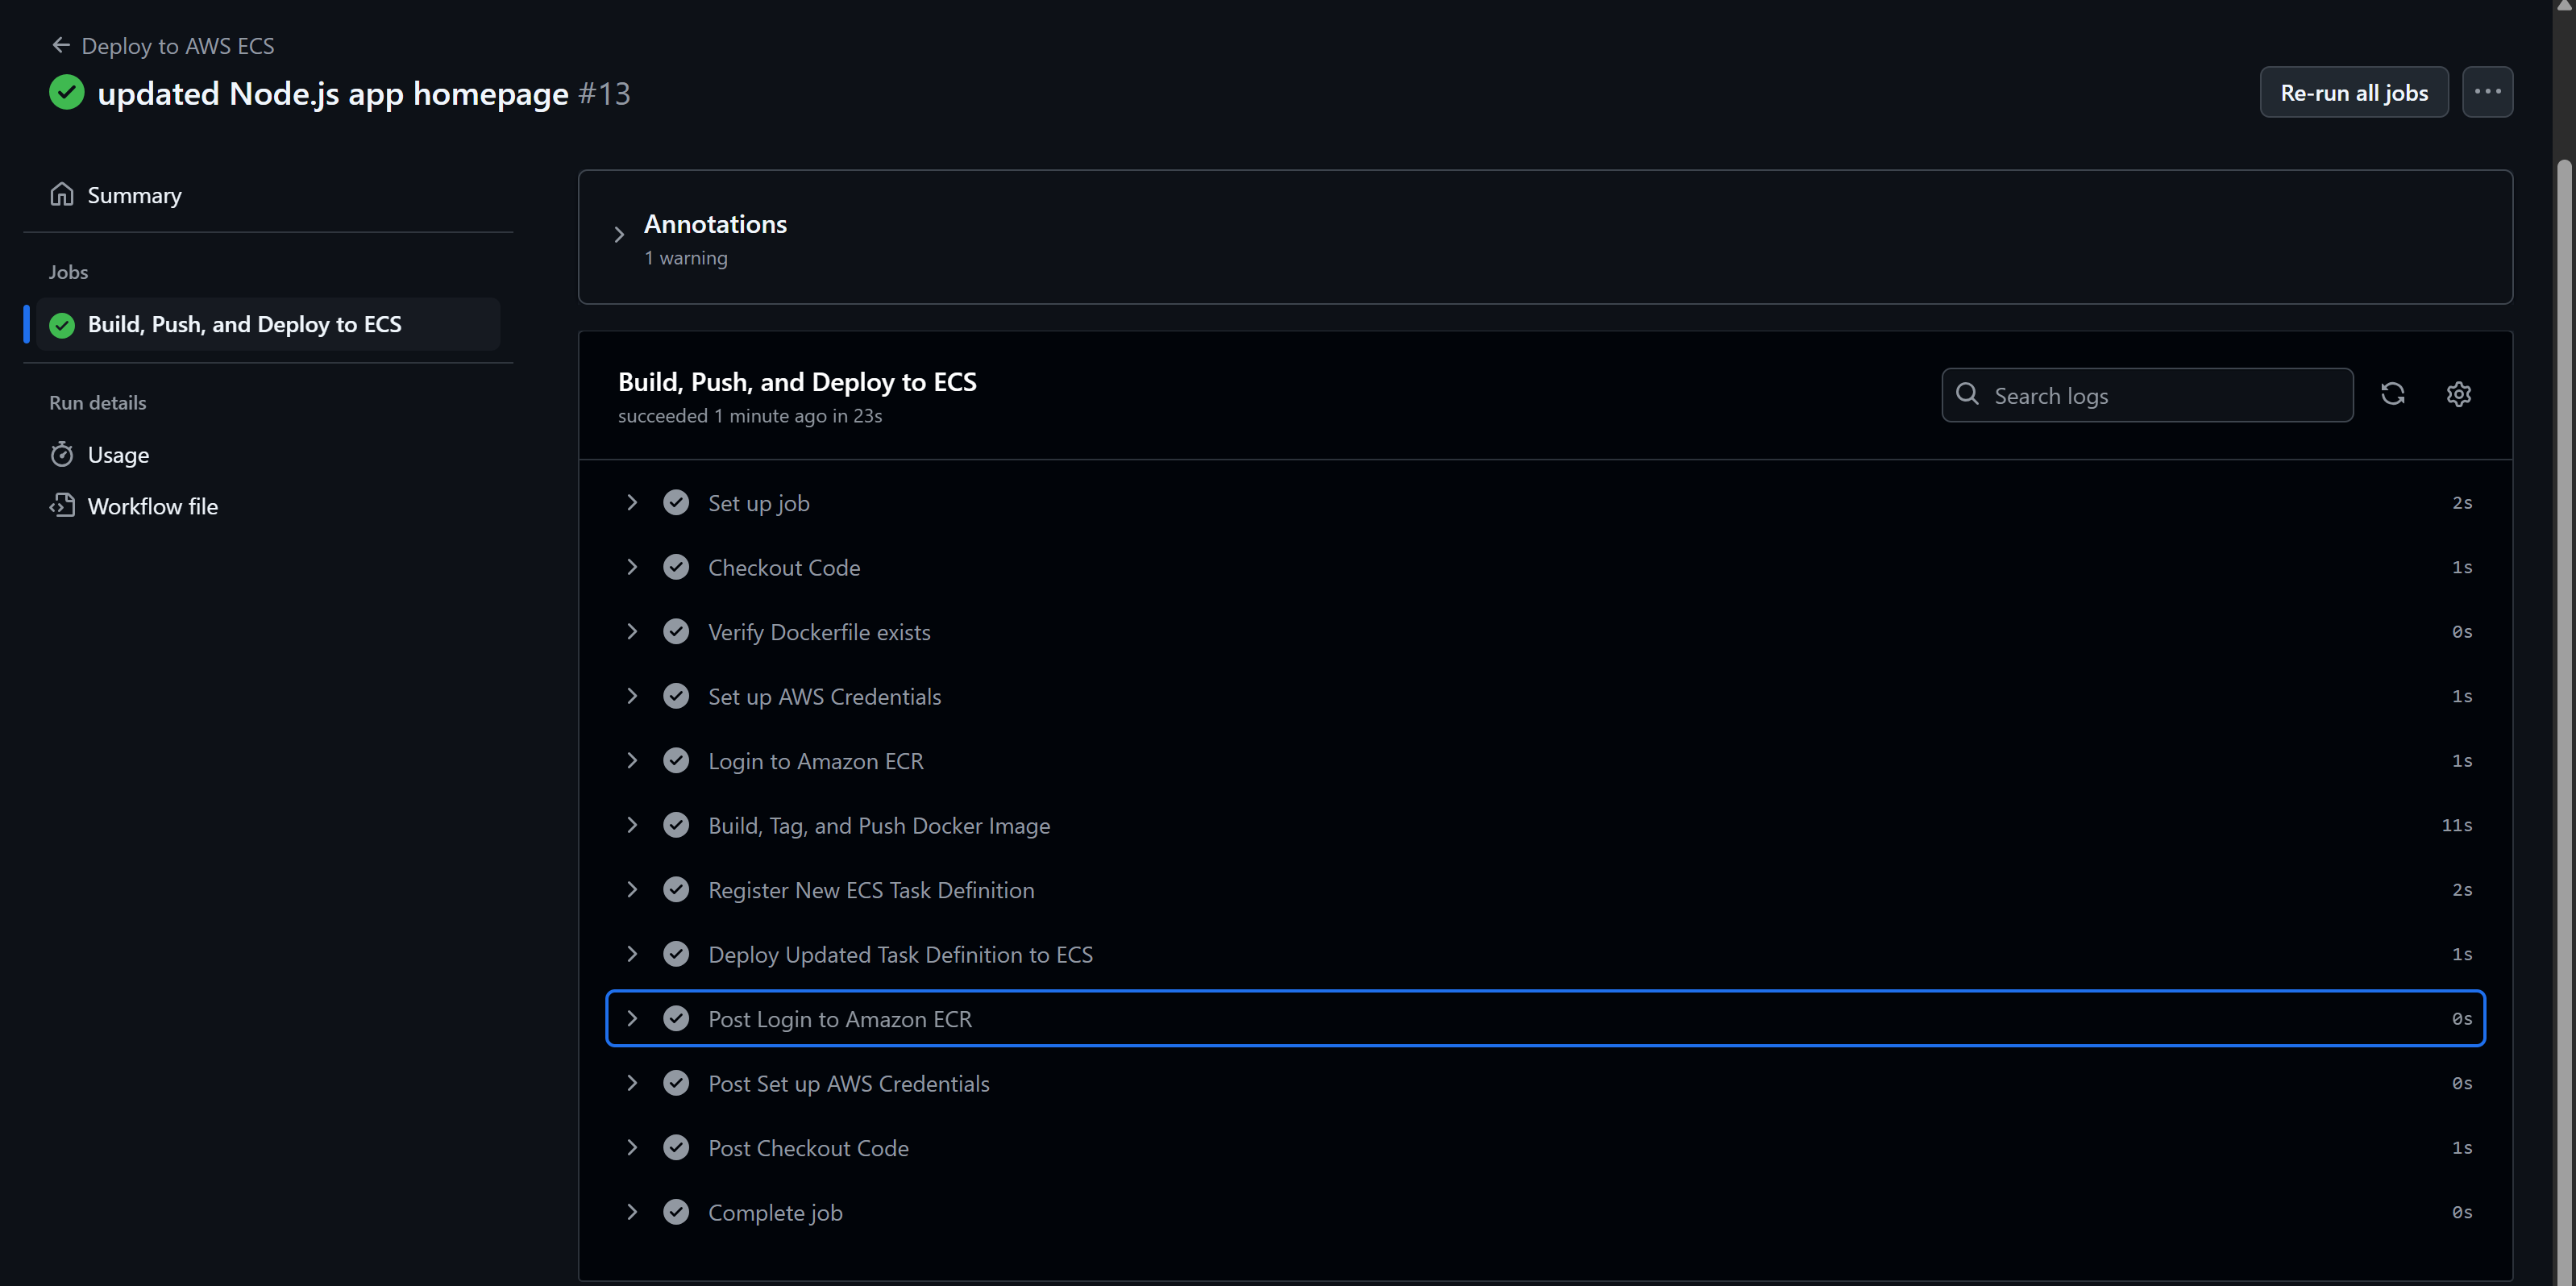 Deploy to AWS ECS
updated Node.js app homepage #13
Re-run all jobs
Summary
Jobs
Build, Push, and Deploy to ECS
Run details
Usage
Workflow file
Annotations
1 warning
Build, Push, and Deploy to ECS
succeeded 1 minute ago in 23s
Search logs
Set up job 2s
Checkout Code 1s
Verify Dockerfile exists 0s
Set up AWS Credentials 1s
Login to Amazon ECR 1s
Build, Tag, and Push Docker Image 11s
Register New ECS Task Definition 2s
Deploy Updated Task Definition to ECS 1s
Post Login to Amazon ECR 0s
Post Set up AWS Credentials 0s
Post Checkout Code 1s
Complete job 0s